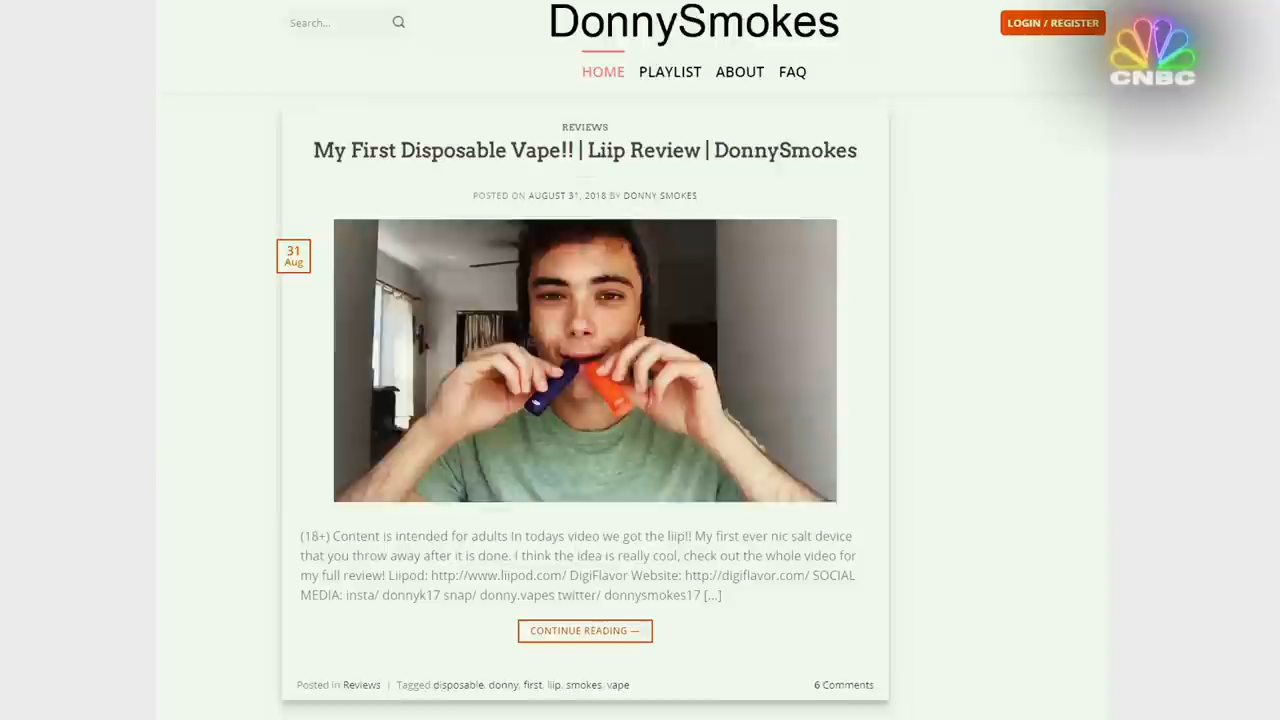 Search...
DonnySmokes
LOGIN / REGISTER
CNBC
HOME PLAYLIST ABOUT FAQ
REVIEWS
My First Disposable Vape!! | Liip Review | DonnySmokes
POSTED ON AUGUST 31, 2018 BY DONNY SMOKES
31
Aug
(18+) Content is intended for adults In todays video we got the liip!! My first ever nic salt device
that you throw away after it is done. I think the idea is really cool, check out the whole video for
my full review! Liipod: http://www.liipod.com/ DigiFlavor Website: http://digiflavor.com/ SOCIAL
MEDIA: insta/ donnyk17 snap/ donny.vapes twitter/ donnysmokes17 [...]
CONTINUE READING →
Posted in Reviews | Tagged disposable, donny, first, liip, smokes, vape
6 Comments